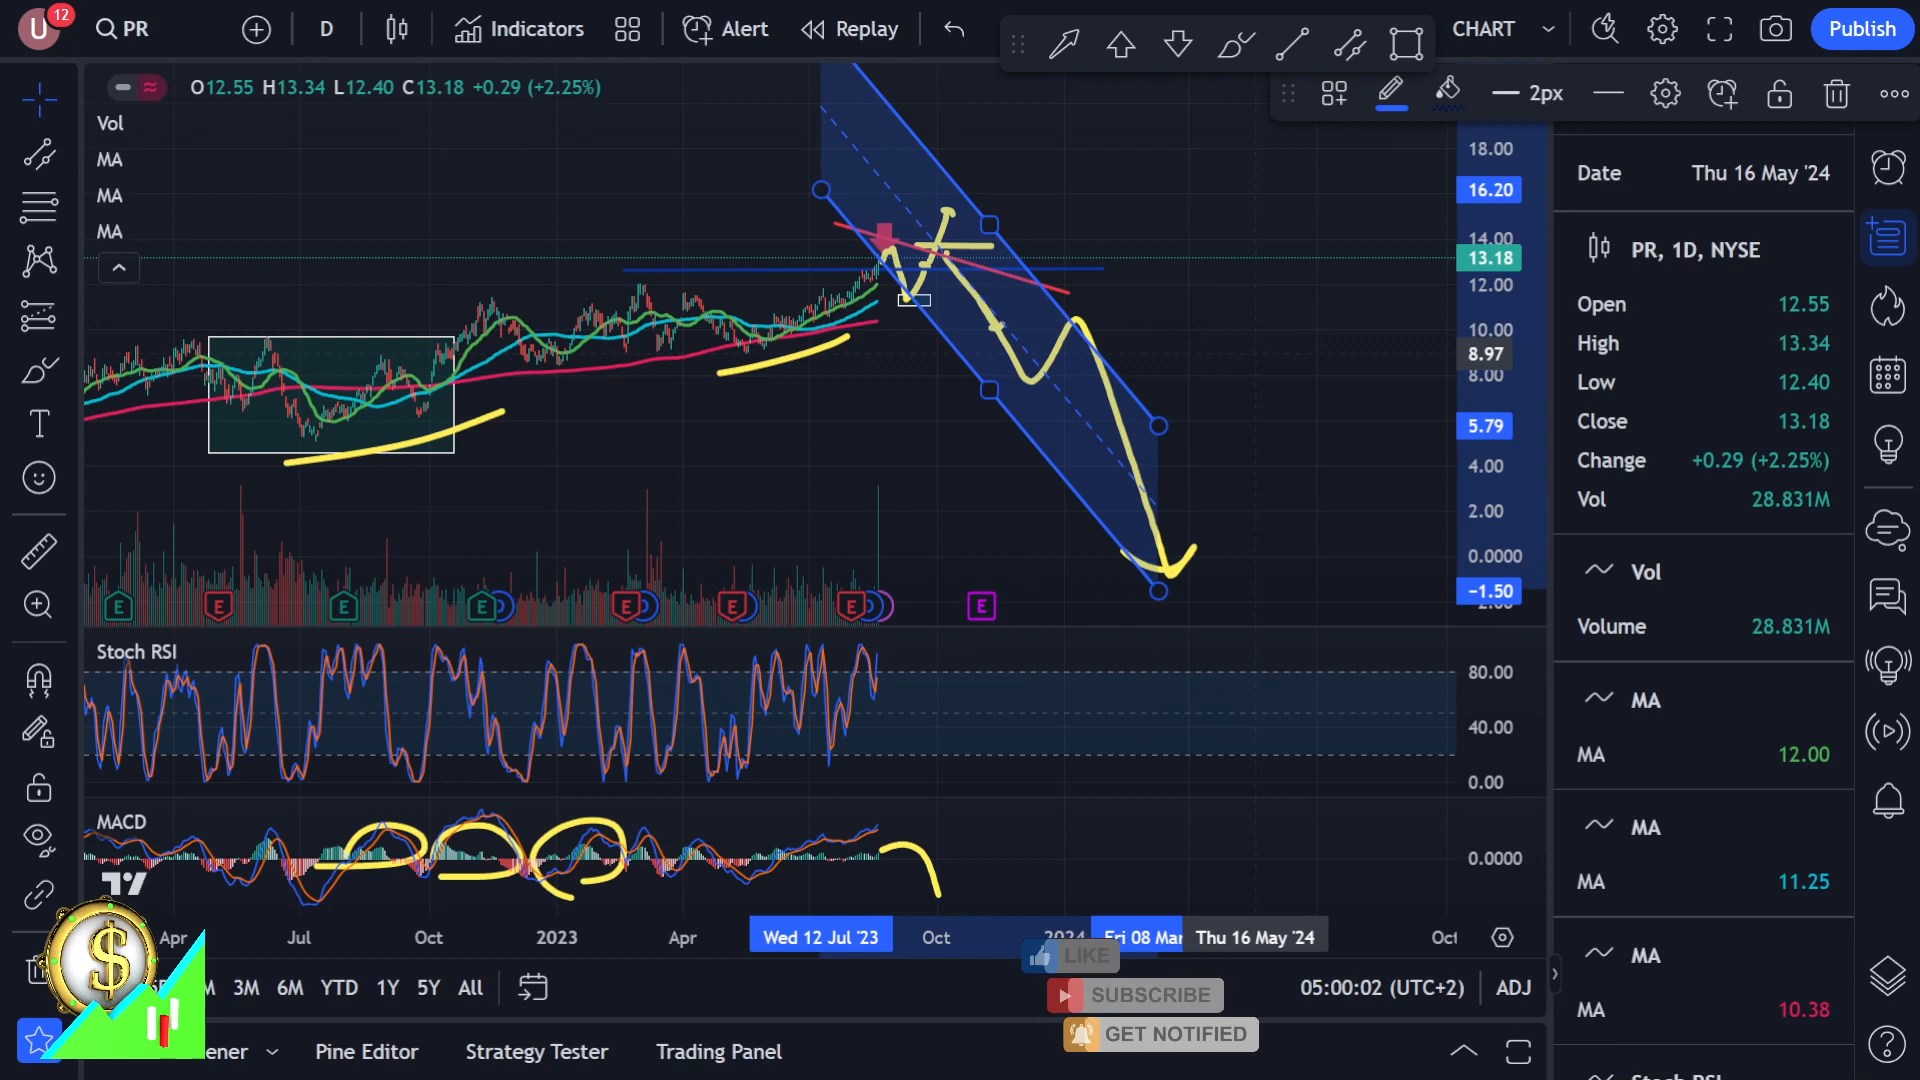 U 12 PR D Indicators Alert Replay CHART Publish
O12.55 H13.34 L12.40 C13.18 +0.29 (+2.25%)
2px
Vol
MA
MA
MA
18.00
16.20
14.00
13.18
12.00
10.00
8.97
8.00
5.79
4.00
2.00
0.0000
−1.50
E E E E E E E E
Stoch RSI
80.00
40.00
0.00
MACD
0.0000
Apr Jul Oct 2023 Apr Wed 12 Jul '23 Oct 2024 Fri 08 Mar Thu 16 May '24 Oct
3M 6M YTD 1Y 5Y All
05:00:02 (UTC+2) ADJ
LIKE
SUBSCRIBE
GET NOTIFIED
$
ener Pine Editor Strategy Tester Trading Panel
Date Thu 16 May '24
PR, 1D, NYSE
Open 12.55
High 13.34
Low 12.40
Close 13.18
Change +0.29 (+2.25%)
Vol 28.831M
Vol
Volume 28.831M
MA
MA 12.00
MA
MA 11.25
MA
MA 10.38